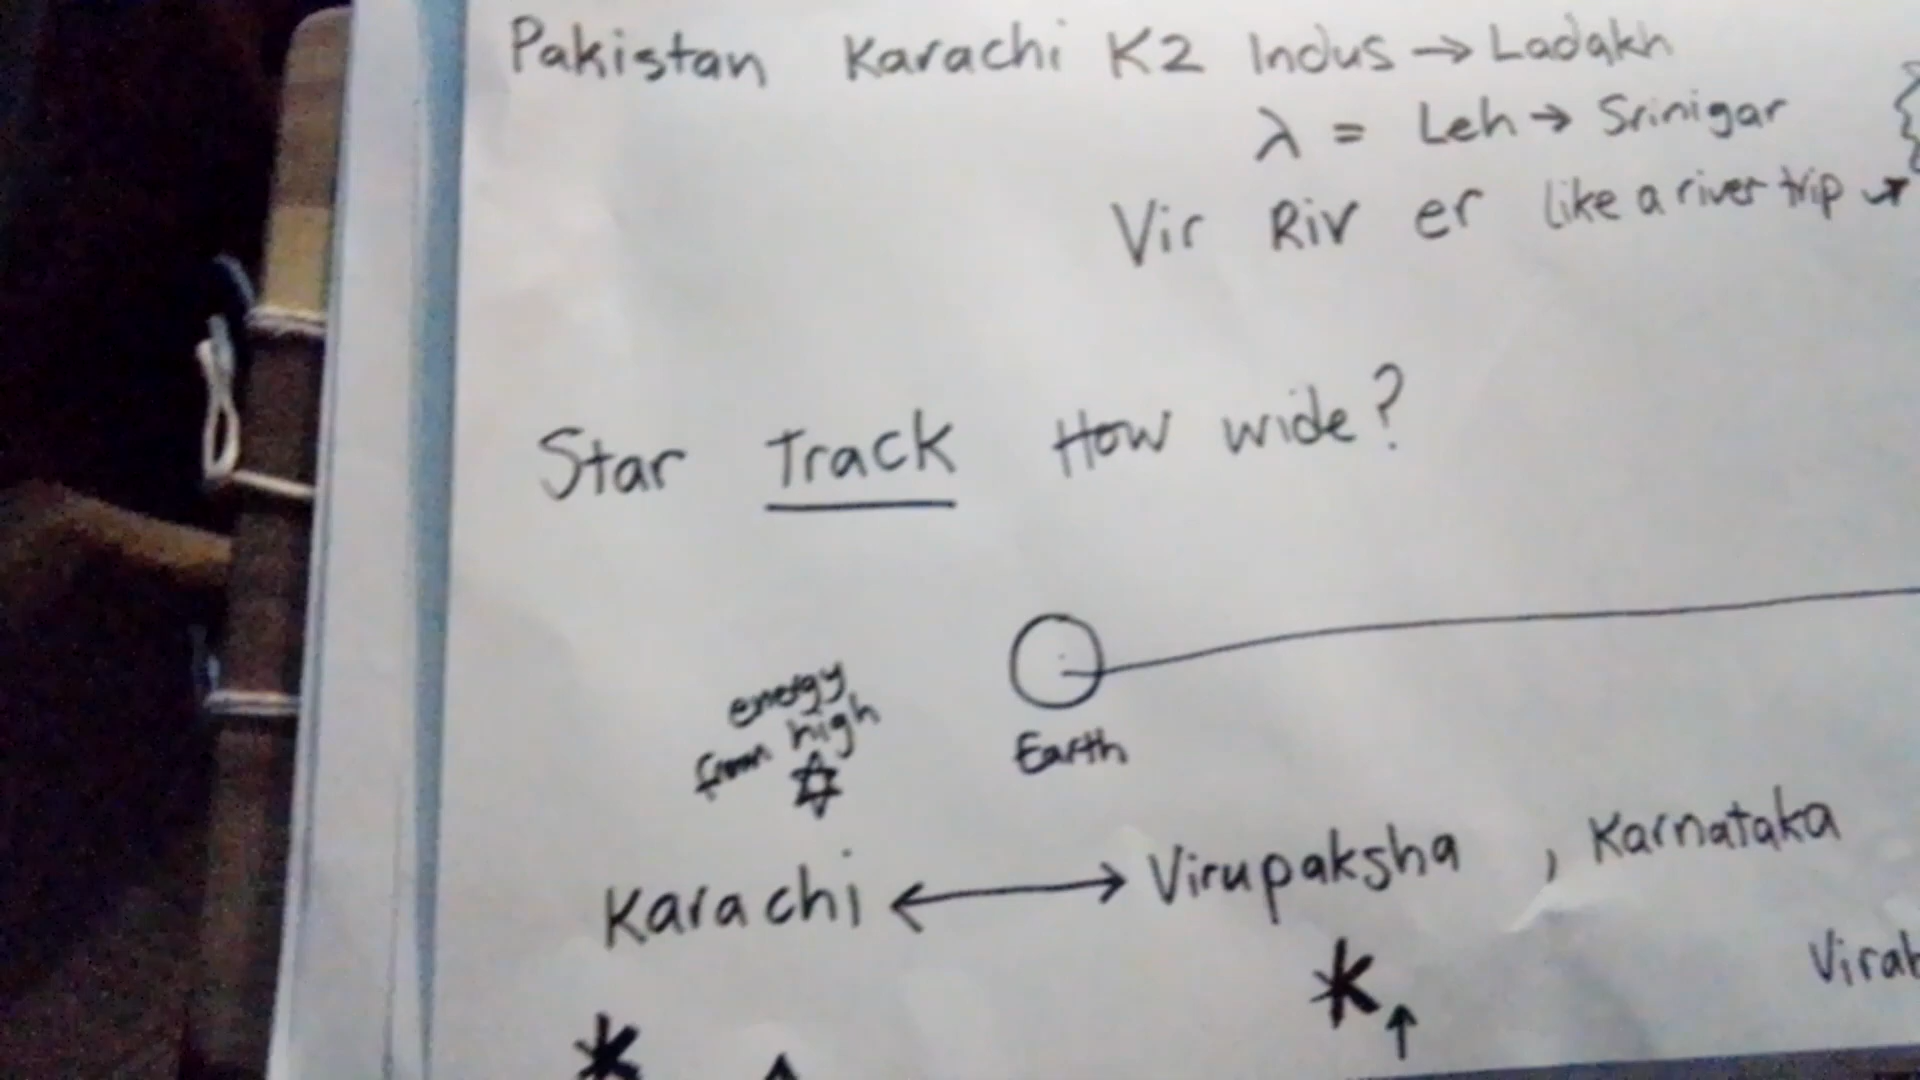 Pakistan Karachi K2 Indus → Ladakh
λ = Leh → Srinigar
Vir Riv er like a river trip
Star Track How wide?
energy
from high
Earth
Karachi ↔ Virupaksha , Karnataka